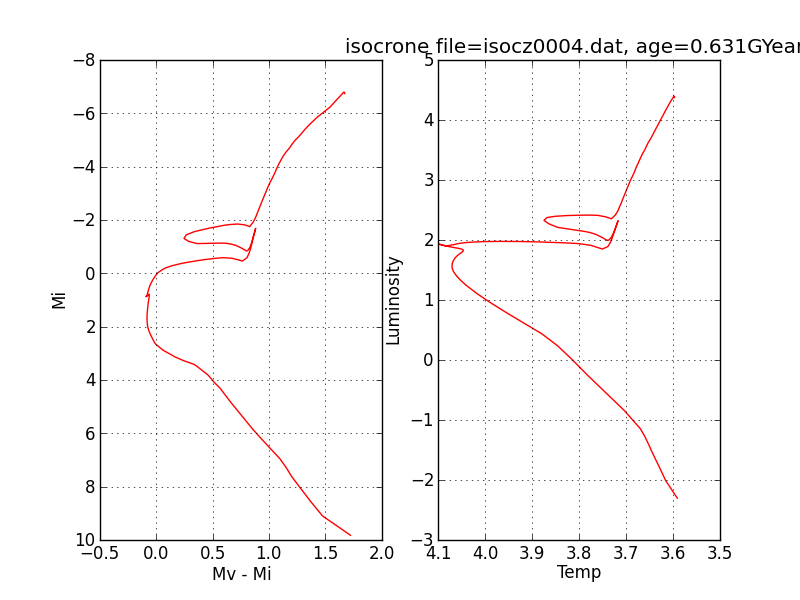 isocrone file=isocz0004.dat, age=0.631GYear
−8
−6
−4
−2
0
2
4
6
8
10
Mi
−0.5 0.0 0.5 1.0 1.5 2.0
Mv - Mi
5
4
3
2
1
0
−1
−2
−3
Luminosity
4.1 4.0 3.9 3.8 3.7 3.6 3.5
Temp